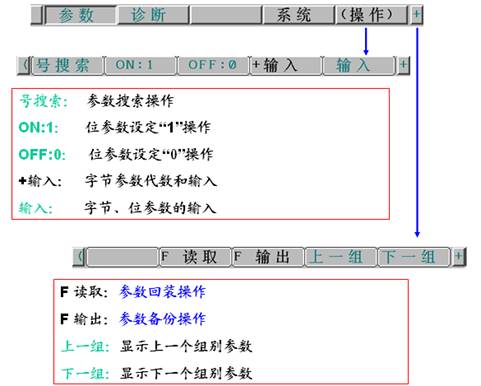 参数 诊断 系统 (操作) +
( 号搜索 ON:1 OFF:0 +输入 输入 +
号搜索: 参数搜索操作
ON:1: 位参数设定“1”操作
OFF:0: 位参数设定“0”操作
+输入: 字节参数代数和输入
输入: 字节、位参数的输入
( F 读取 F 输出 上一组 下一组 +
F 读取: 参数回装操作
F 输出: 参数备份操作
上一组: 显示上一个组别参数
下一组: 显示下一个组别参数